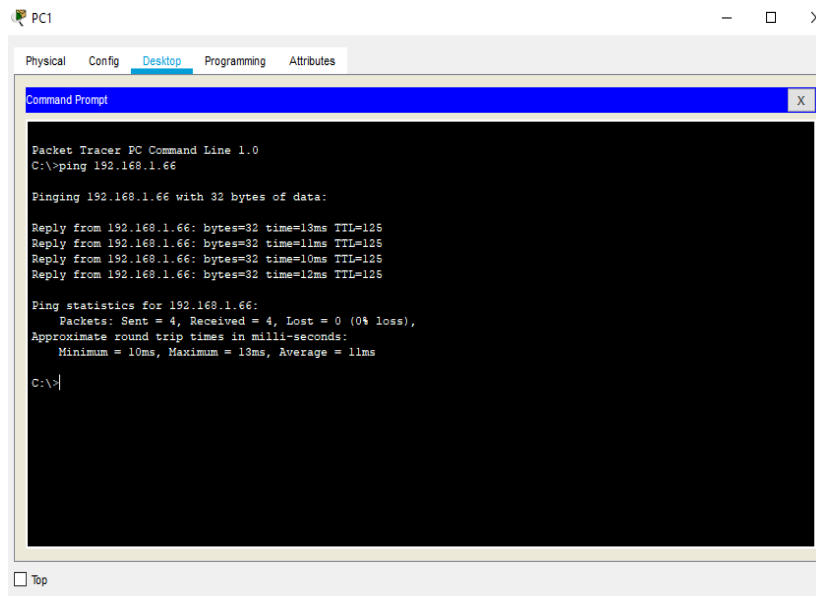 PC1
Physical Config Desktop Programming Attributes
Command Prompt
X
Packet Tracer PC Command Line 1.0
C:\>ping 192.168.1.66
Pinging 192.168.1.66 with 32 bytes of data:
Reply from 192.168.1.66: bytes=32 time=13ms TTL=125
Reply from 192.168.1.66: bytes=32 time=11ms TTL=125
Reply from 192.168.1.66: bytes=32 time=10ms TTL=125
Reply from 192.168.1.66: bytes=32 time=12ms TTL=125
Ping statistics for 192.168.1.66:
Packets: Sent = 4, Received = 4, Lost = 0 (0% loss),
Approximate round trip times in milli-seconds:
Minimum = 10ms, Maximum = 13ms, Average = 11ms
C:\>
Top